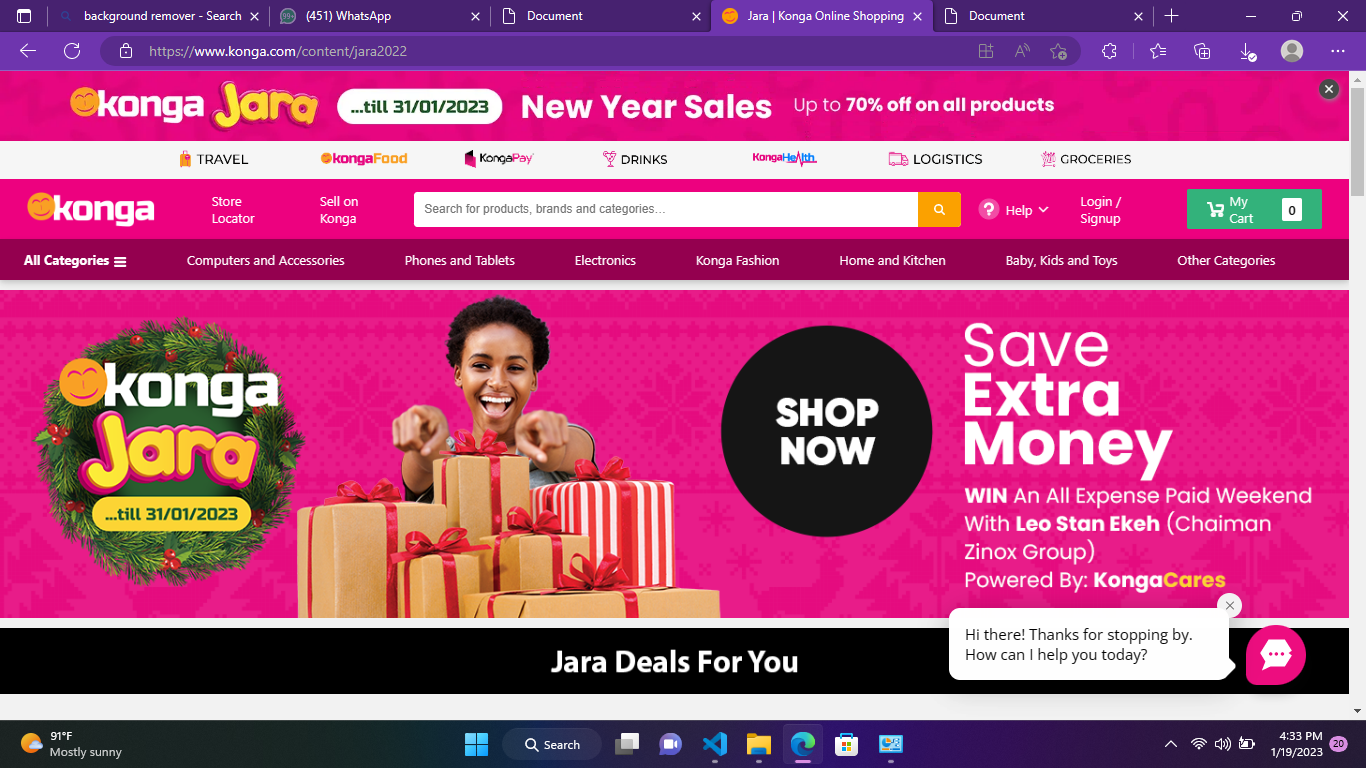 background remover - Search
99+
(451) WhatsApp
Document
Jara | Konga Online Shopping
Document
https://www.konga.com/content/jara2022
konga Jara ...till 31/01/2023 New Year Sales Up to 70% off on all products
TRAVEL
kongaFood
KongaPay
DRINKS
KongaHealth
LOGISTICS
GROCERIES
konga
Store
Locator
Sell on
Konga
Search for products, brands and categories...
? Help
Login /
Signup
My
Cart
0
All Categories
Computers and Accessories
Phones and Tablets
Electronics
Konga Fashion
Home and Kitchen
Baby, Kids and Toys
Other Categories
konga
Jara
...till 31/01/2023
SHOP
NOW
Save
Extra
Money
WIN An All Expense Paid Weekend
With Leo Stan Ekeh (Chaiman
Zinox Group)
Powered By: KongaCares
Hi there! Thanks for stopping by.
How can I help you today?
Jara Deals For You
91°F
Mostly sunny
Search
4:33 PM
1/19/2023
20